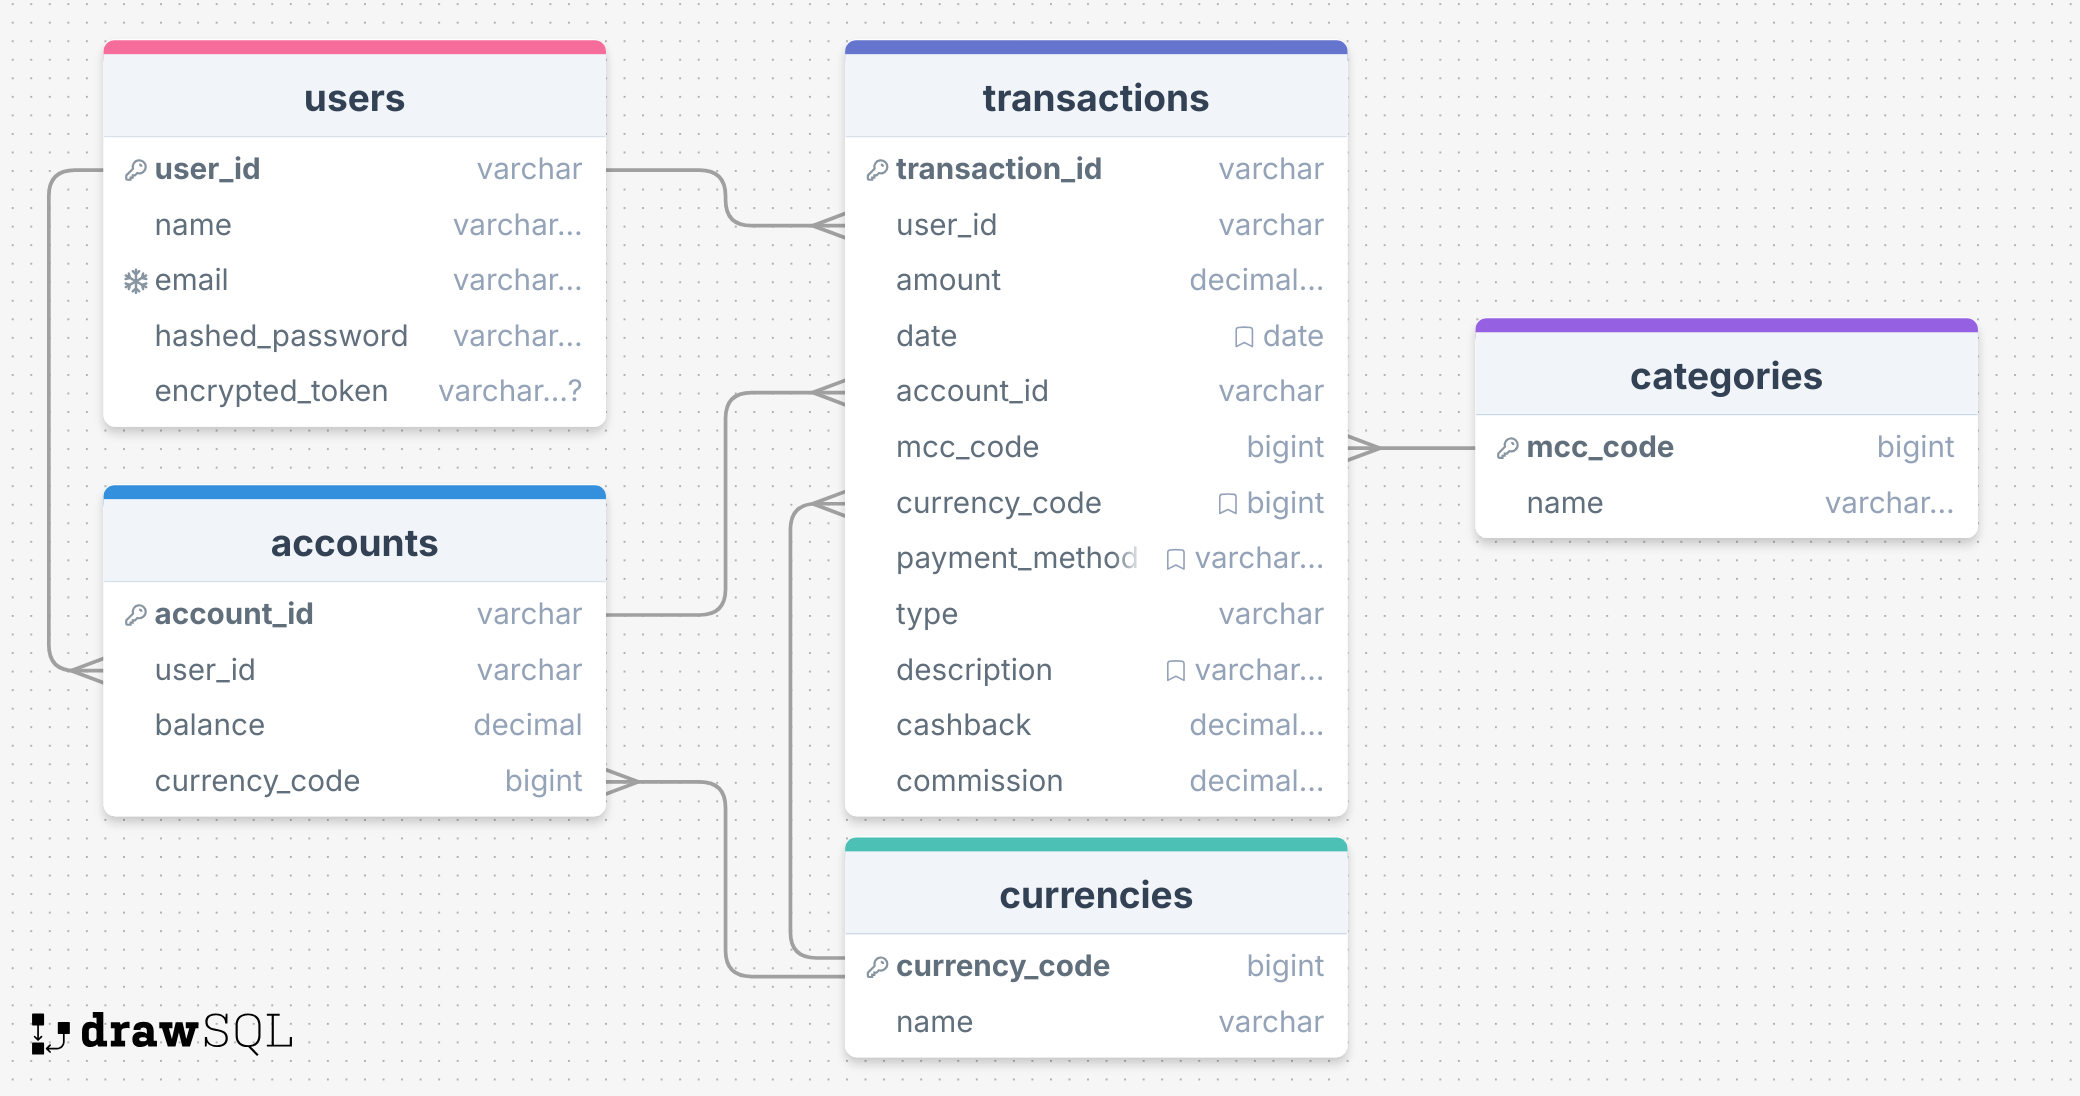 users
user_id varchar
name varchar...
email varchar...
hashed_password varchar...
encrypted_token varchar...?
accounts
account_id varchar
user_id varchar
balance decimal
currency_code bigint
transactions
transaction_id varchar
user_id varchar
amount decimal...
date date
account_id varchar
mcc_code bigint
currency_code bigint
payment_method varchar...
type varchar
description varchar...
cashback decimal...
commission decimal...
currencies
currency_code bigint
name varchar
categories
mcc_code bigint
name varchar...
drawSQL